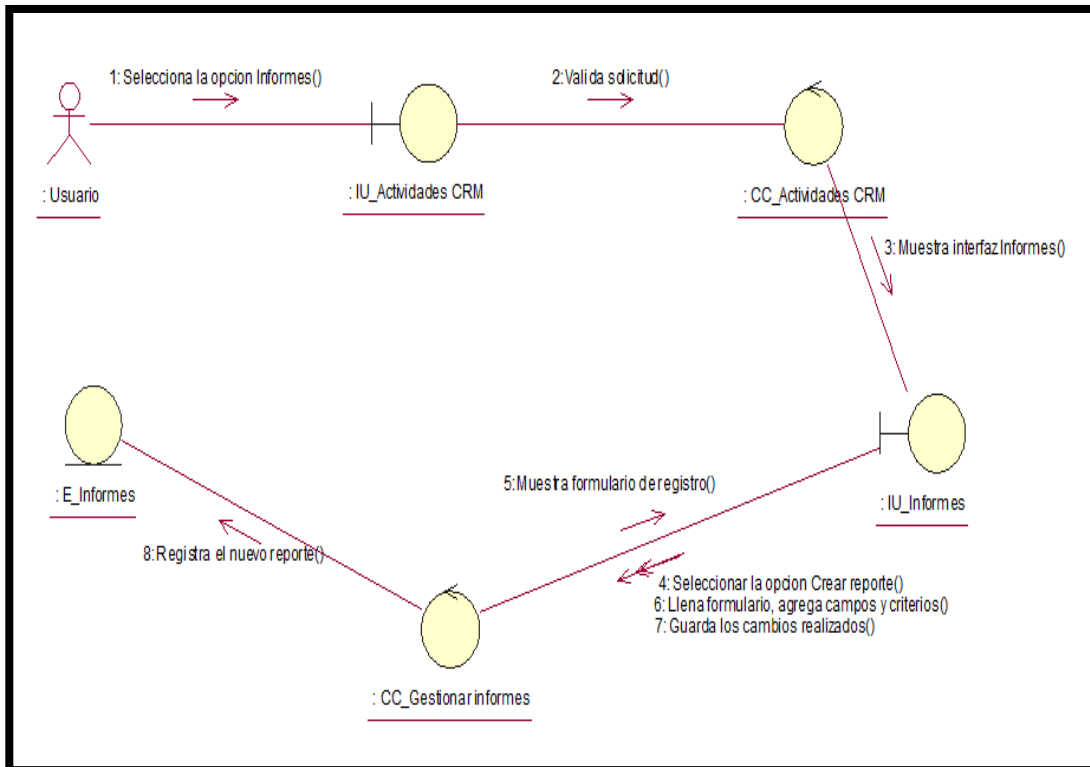 1: Selecciona la opcion Informes()
2: Valida solicitud()
: Usuario
: IU_Actividades CRM
: CC_Actividades CRM
3: Muestra interfaz Informes()
: E_Informes
5: Muestra formulario de registro()
: IU_Informes
8: Registra el nuevo reporte()
4: Seleccionar la opcion Crear reporte()
6: Llena formulario, agrega campos y criterios()
7: Guarda los cambios realizados()
: CC_Gestionar informes